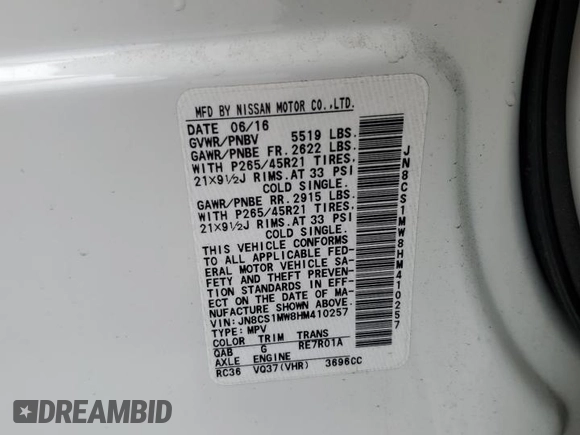 MFD BY NISSAN MOTOR CO.,LTD.
DATE 06/16
GVWR/PNBV 5519 LBS.
GAWR/PNBE FR. 2622 LBS.
WITH P265/45R21 TIRES,
21×9½J RIMS.AT 33 PSI
COLD SINGLE.
GAWR/PNBE RR. 2915 LBS.
WITH P265/45R21 TIRES,
21×9½J RIMS.AT 33 PSI
COLD SINGLE.
THIS VEHICLE CONFORMS
TO ALL APPLICABLE FED-
ERAL MOTOR VEHICLE SA-
FETY AND THEFT PREVEN-
TION STANDARDS IN EFF-
ECT ON THE DATE OF MA-
NUFACTURE SHOWN ABOVE.
VIN: JN8CS1MW8HM410257
TYPE: MPV
COLOR TRIM TRANS
QAB G RE7R01A
AXLE ENGINE
RC36 VQ37(VHR) 3696CC
JN8CS1MW8HM410257
DREAMBID